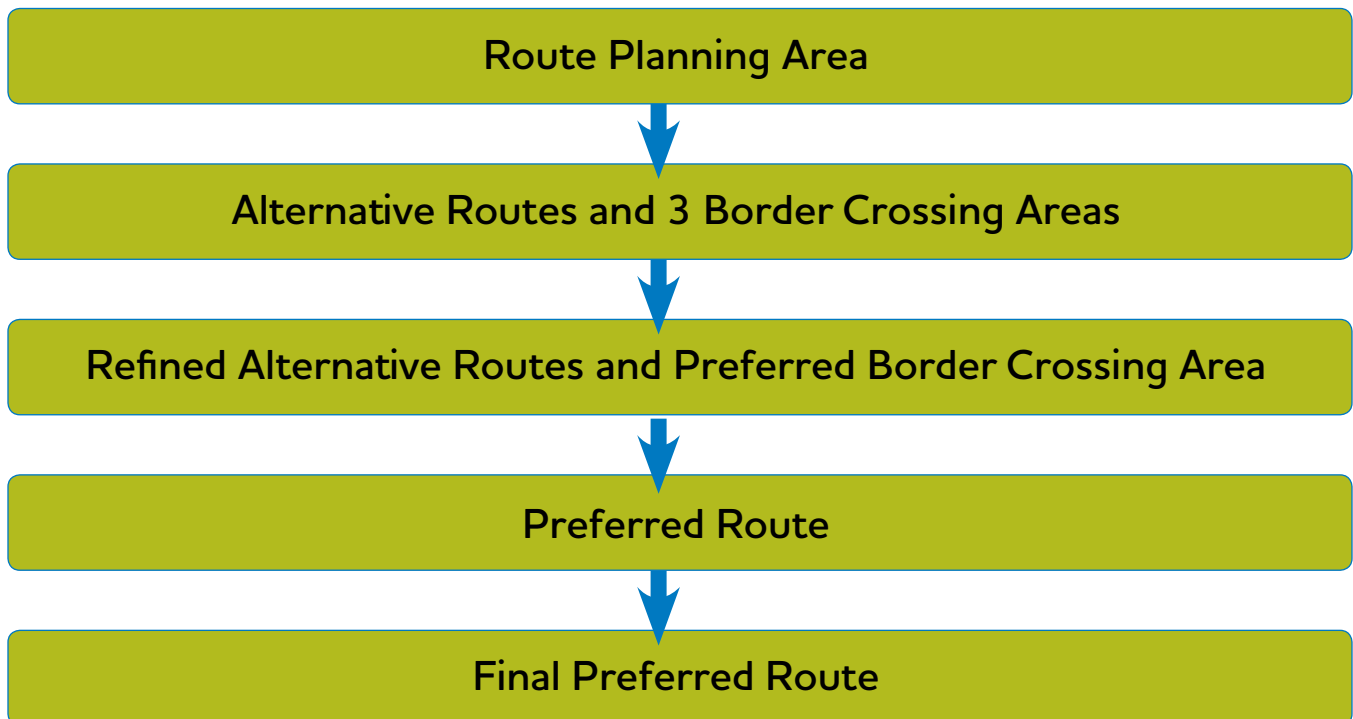 Route Planning Area
Alternative Routes and 3 Border Crossing Areas
Refined Alternative Routes and Preferred Border Crossing Area
Preferred Route
Final Preferred Route